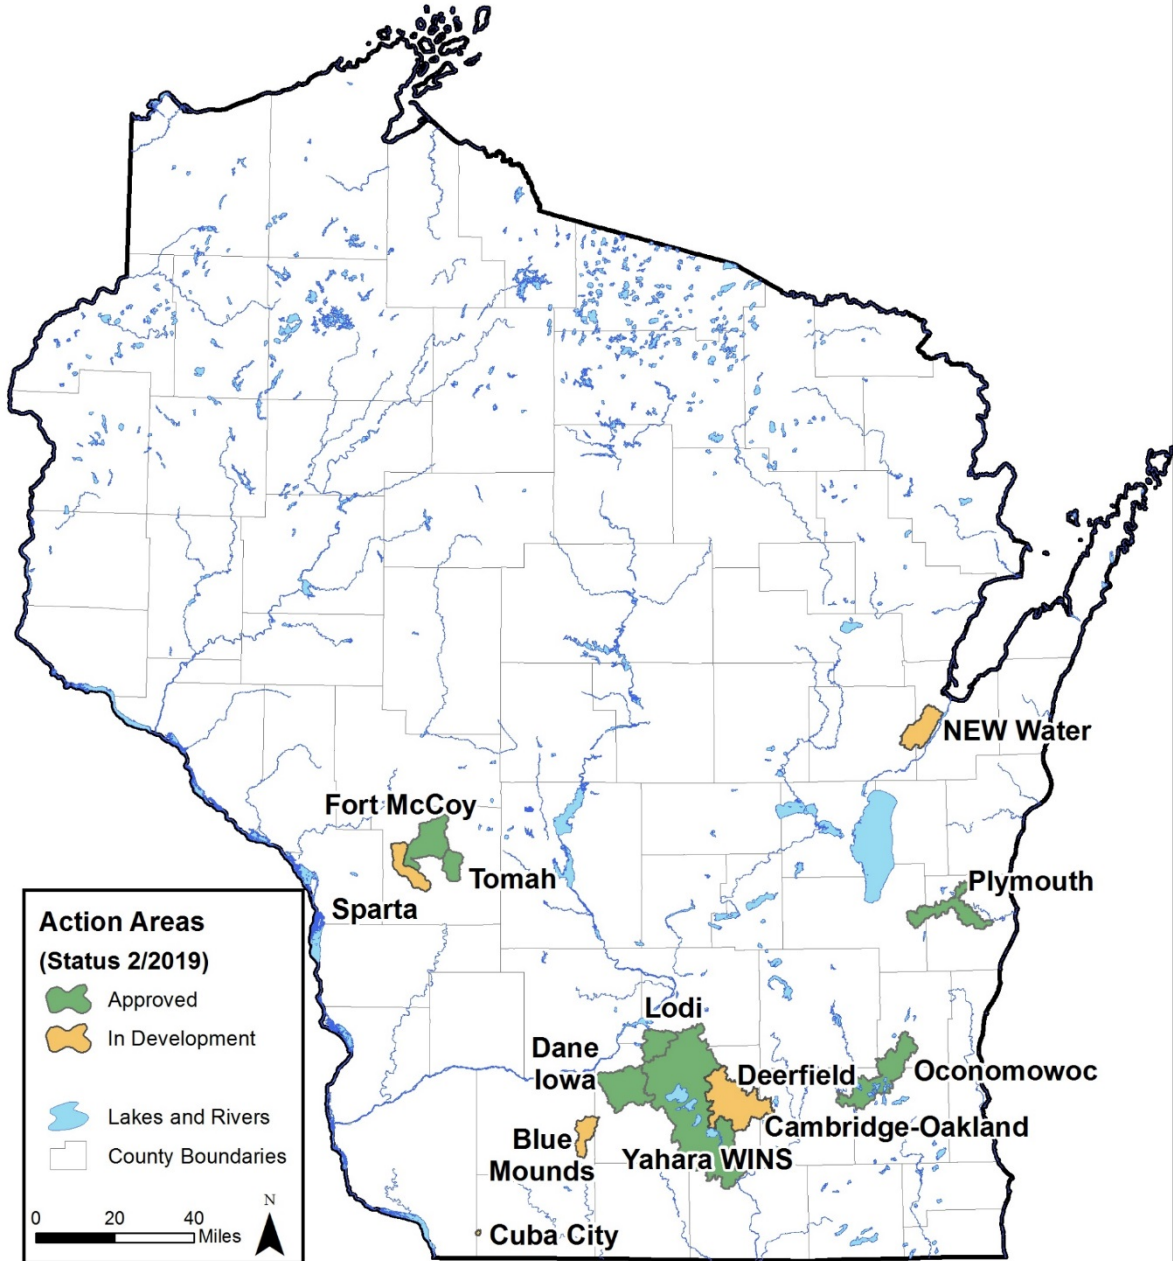 NEW Water
Fort McCoy
Tomah
Sparta
Plymouth
Lodi
Dane
Iowa
Deerfield
Oconomowoc
Cambridge-Oakland
Blue
Mounds
Yahara WINS
Cuba City
Action Areas
(Status 2/2019)
Approved
In Development
Lakes and Rivers
County Boundaries
N
0 20 40
Miles